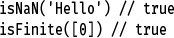 isNaN('Hello') // true
isFinite([0]) // true